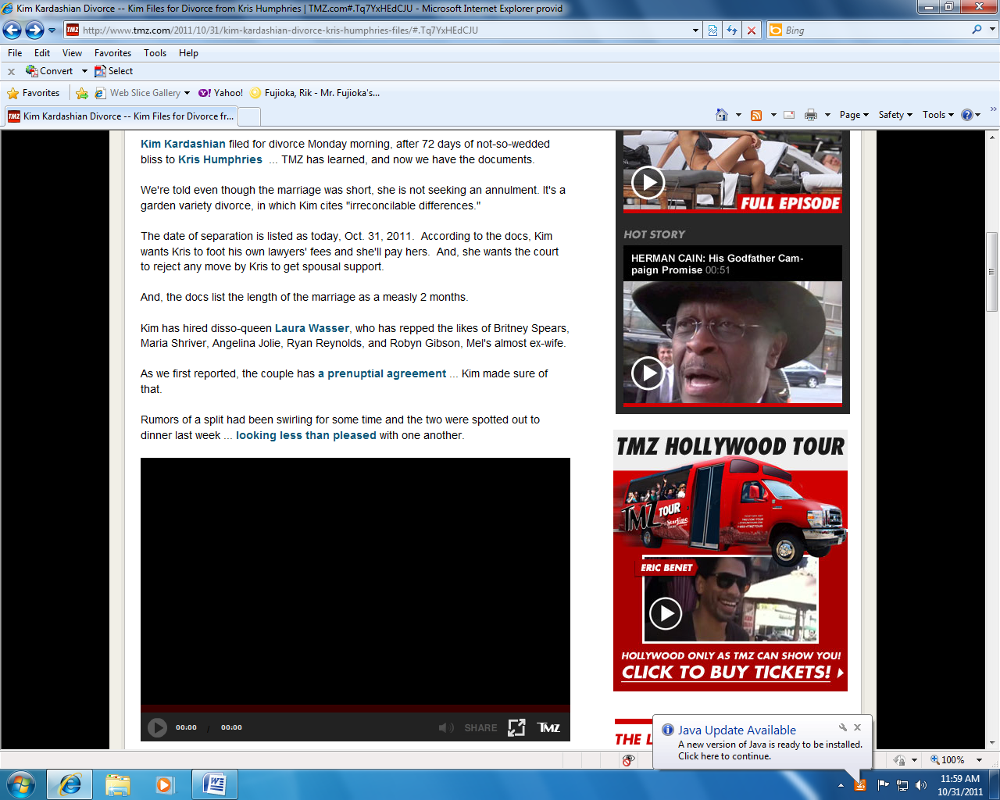 Kim Kardashian Divorce -- Kim Files for Divorce from Kris Humphries | TMZ.com#.Tq7YxHEdCJU - Microsoft Internet Explorer provid
TMZ http://www.tmz.com/2011/10/31/kim-kardashian-divorce-kris-humphries-files/#.Tq7YxHEdCJU
Bing
File Edit View Favorites Tools Help
x Convert Select
Favorites Web Slice Gallery Yahoo! Fujioka, Rik - Mr. Fujioka's...
TMZ Kim Kardashian Divorce -- Kim Files for Divorce fr...
Page Safety Tools
Kim Kardashian filed for divorce Monday morning, after 72 days of not-so-wedded
bliss to Kris Humphries ... TMZ has learned, and now we have the documents.
We're told even though the marriage was short, she is not seeking an annulment. It's a
garden variety divorce, in which Kim cites "irreconcilable differences."
The date of separation is listed as today, Oct. 31, 2011. According to the docs, Kim
wants Kris to foot his own lawyers' fees and she'll pay hers. And, she wants the court
to reject any move by Kris to get spousal support.
And, the docs list the length of the marriage as a measly 2 months.
Kim has hired disso-queen Laura Wasser, who has repped the likes of Britney Spears,
Maria Shriver, Angelina Jolie, Ryan Reynolds, and Robyn Gibson, Mel's almost ex-wife.
As we first reported, the couple has a prenuptial agreement ... Kim made sure of
that.
Rumors of a split had been swirling for some time and the two were spotted out to
dinner last week ... looking less than pleased with one another.
00:00 / 00:00 SHARE TMZ
FULL EPISODE
HOT STORY
HERMAN CAIN: His Godfather Cam-
paign Promise 00:51
TMZ HOLLYWOOD TOUR
TMZ TOUR
Starline
ERIC BENET
HOLLYWOOD ONLY AS TMZ CAN SHOW YOU!
CLICK TO BUY TICKETS!
THE L
Java Update Available
A new version of Java is ready to be installed.
Click here to continue.
100%
11:59 AM
10/31/2011